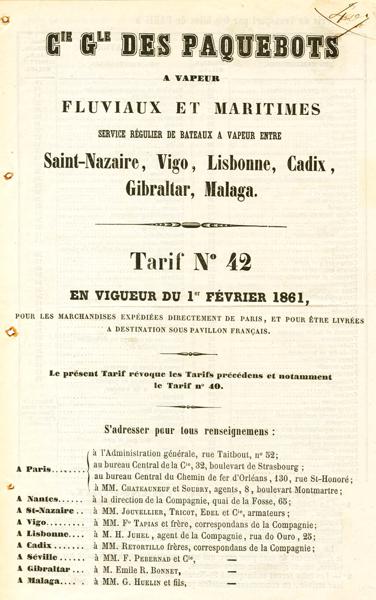 Cie Gle DES PAQUEBOTS
A VAPEUR
FLUVIAUX ET MARITIMES
SERVICE RÉGULIER DE BATEAUX A VAPEUR ENTRE
Saint-Nazaire, Vigo, Lisbonne, Cadix,
Gibraltar, Malaga.
Tarif No 42
EN VIGUEUR DU 1er FÉVRIER 1861,
POUR LES MARCHANDISES EXPÉDIÉES DIRECTEMENT DE PARIS, ET POUR ÊTRE LIVRÉES
A DESTINATION SOUS PAVILLON FRANÇAIS.
Le présent Tarif révoque les Tarifs précédens et notamment
le Tarif no 40.
S'adresser pour tous renseignemens :
A Paris........ à l'Administration générale, rue Taitbout, no 52;
au bureau Central de la Cie, 32, boulevart de Strasbourg;
au bureau Central du Chemin de fer d'Orléans, 130, rue St-Honoré;
à MM. CHATEAUNEUF et SOUBRY, agents, 8, boulevart Montmartre;
A Nantes...... à la direction de la Compagnie, quai de la Fosse, 65;
A St-Nazaire.. à MM. JOUVELLIER, TRICOT, EDEL et Cie, armateurs;
A Vigo........ à MM. Fo TAPIAS et frère, correspondans de la Compagnie;
A Lisbonne.... à M. H. JUHEL, agent de la Compagnie, rua do Ouro, 25;
A Cadix....... à MM. RETORTILLO frères, correspondans de la Compagnie;
A Séville..... à MM. F. PEBERNAD et Cie, —
A Gibraltar... à M. Emile R. BONNET, —
A Malaga..... à MM. G. HUELIN et fils, —